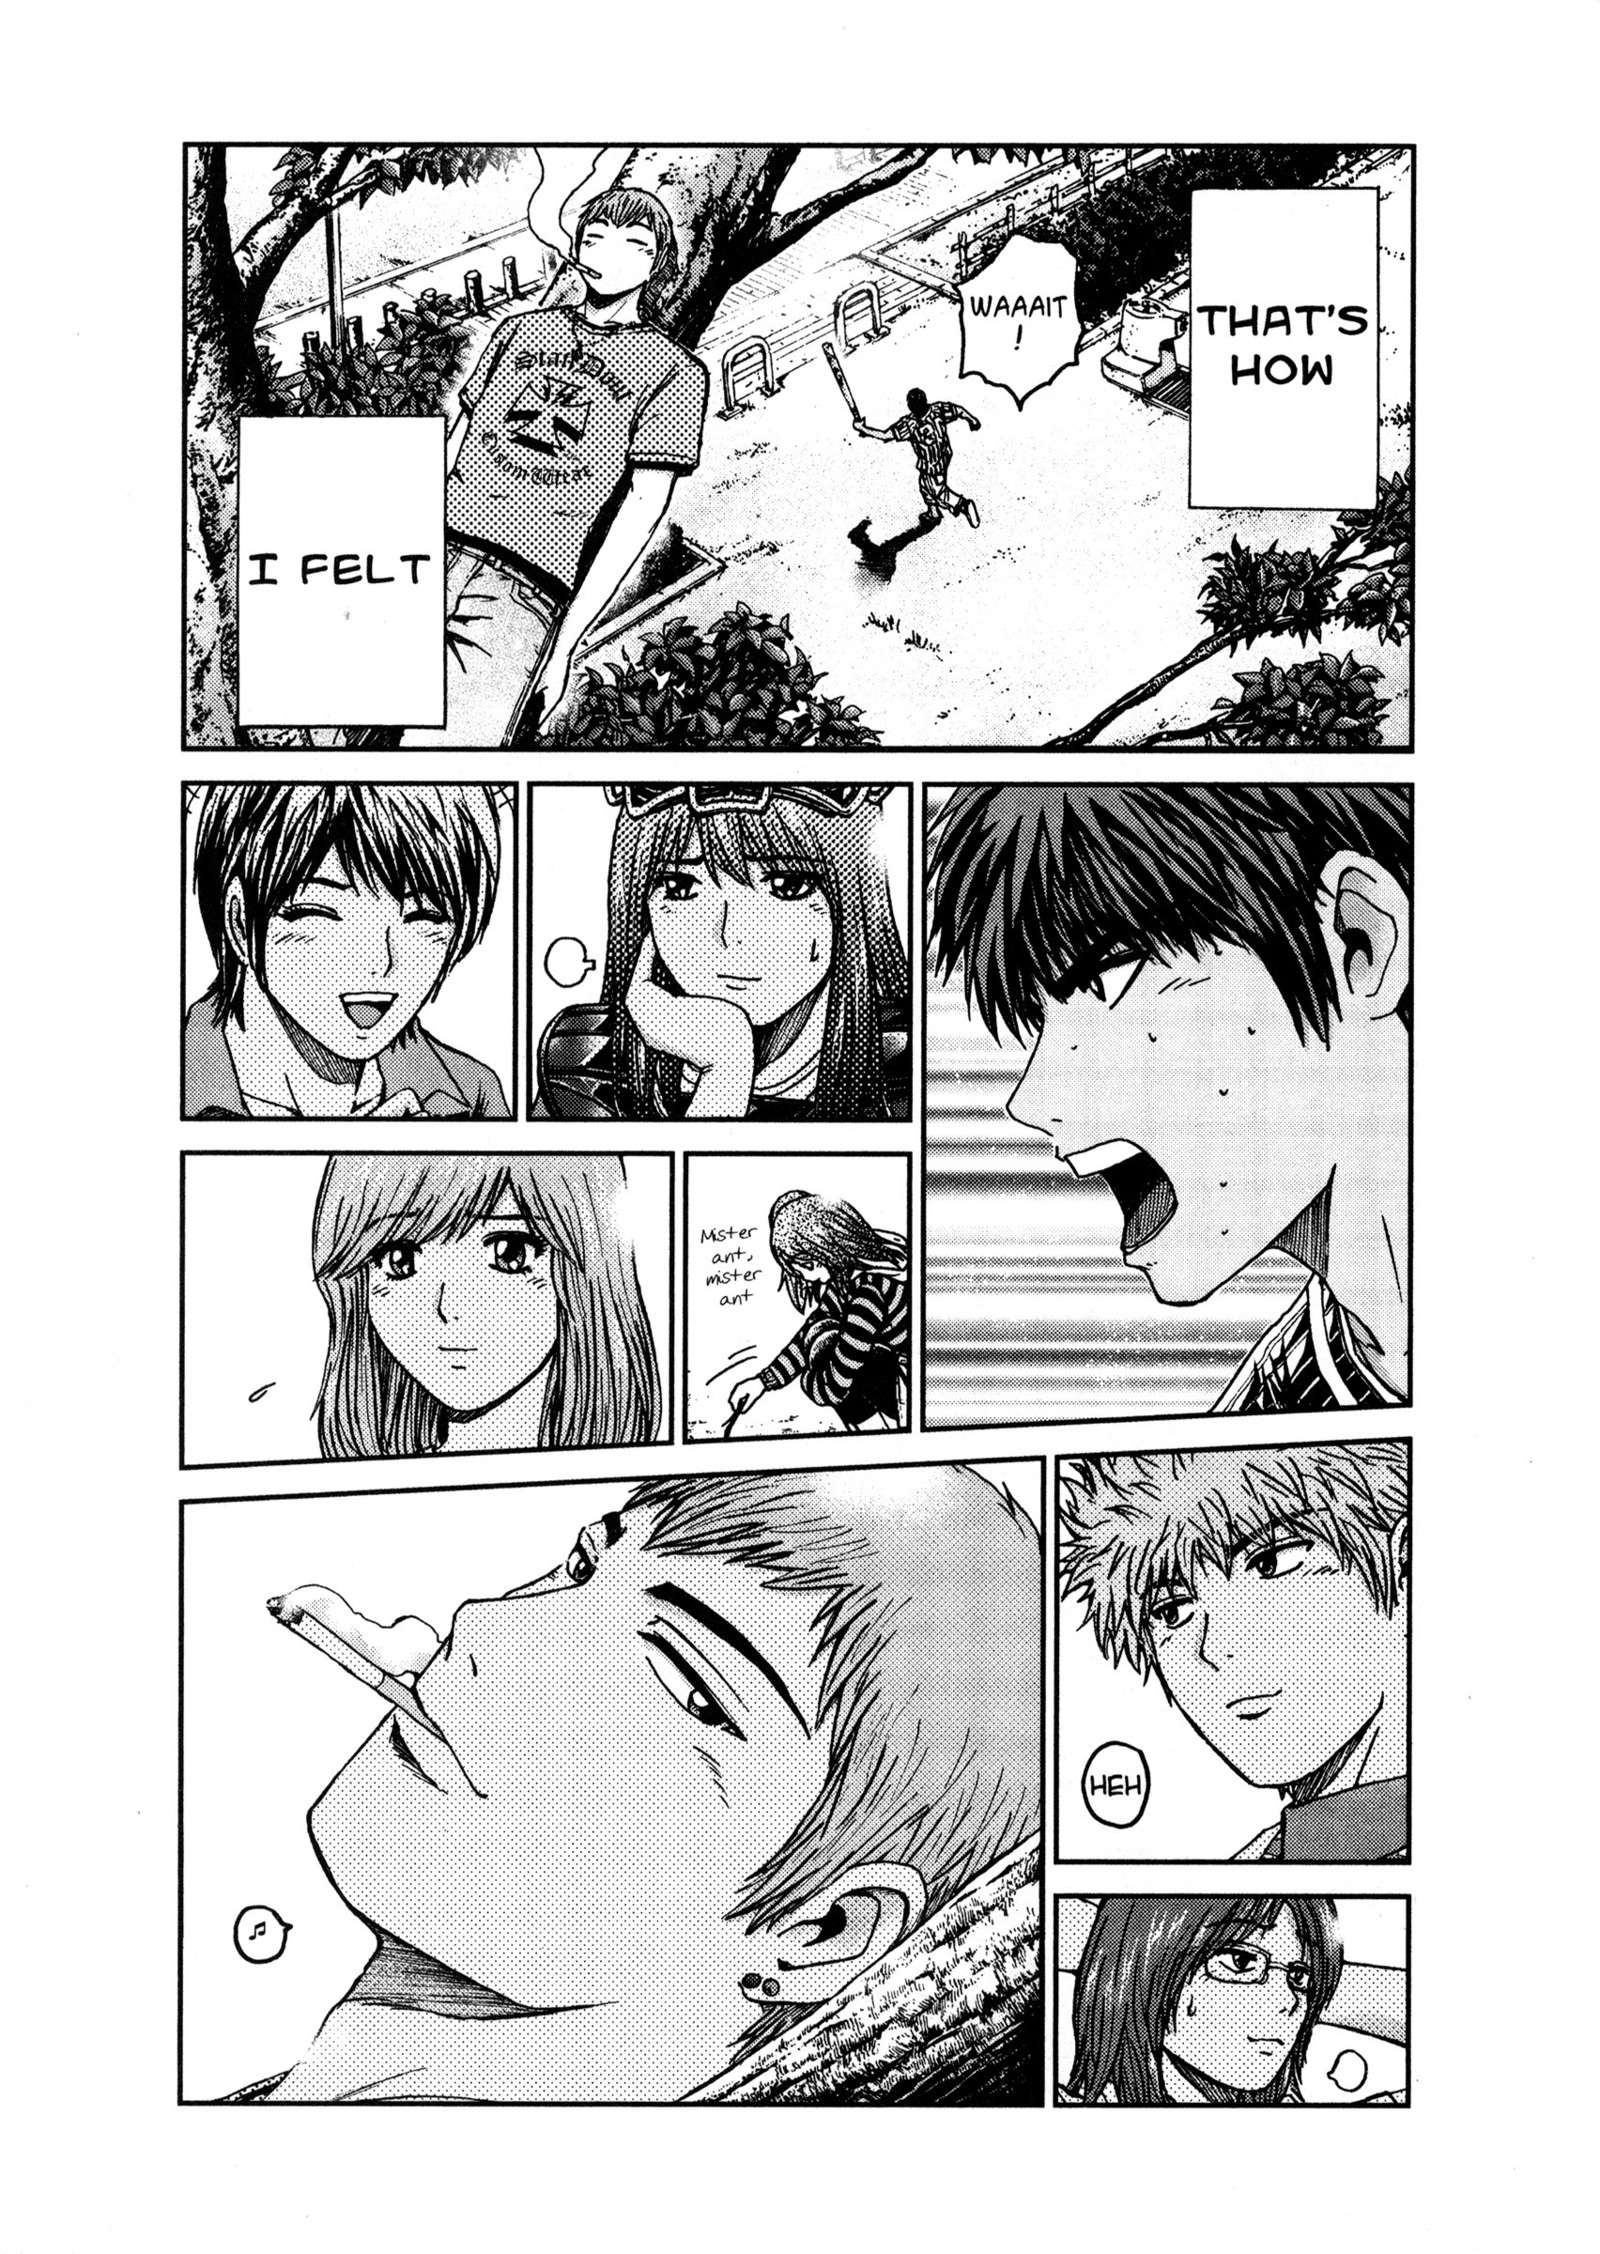 THAT'S
HOW
WAAAIT
!
I FELT
Mister
ant,
mister
ant
HEH